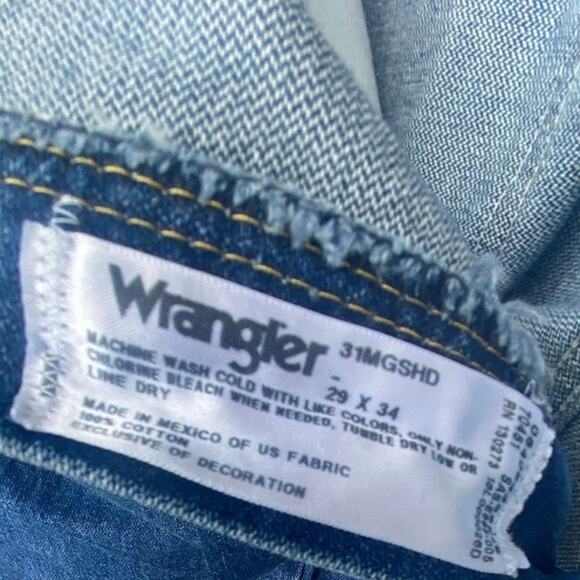 Wrangler
31MGSHD
-
29 X 34
MACHINE WASH COLD WITH LIKE COLORS, ONLY NON-
CHLORINE BLEACH WHEN NEEDED, TUMBLE DRY LOW OR
LINE DRY
MADE IN MEXICO OF US FABRIC
100% COTTON
EXCLUSIVE OF DECORATION
RN 130273